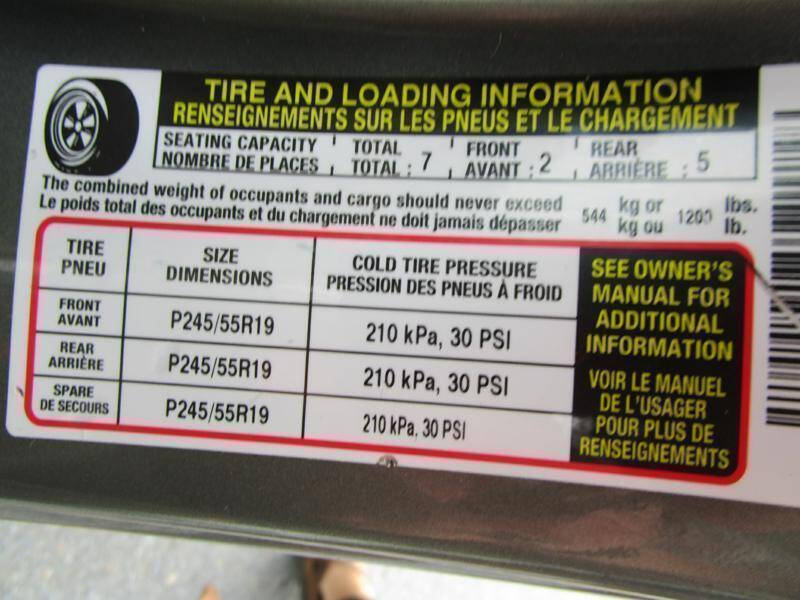 TIRE AND LOADING INFORMATION
RENSEIGNEMENTS SUR LES PNEUS ET LE CHARGEMENT
SEATING CAPACITY TOTAL FRONT REAR
NOMBRE DE PLACES TOTAL : 7 AVANT : 2 ARRIÈRE : 5
The combined weight of occupants and cargo should never exceed 544 kg or 1200 lbs.
Le poids total des occupants et du chargement ne doit jamais dépasser kg ou lb.
TIRE
PNEU
SIZE
DIMENSIONS
COLD TIRE PRESSURE
PRESSION DES PNEUS À FROID
FRONT
AVANT
P245/55R19
210 kPa, 30 PSI
REAR
ARRIÈRE
P245/55R19
210 kPa, 30 PSI
SPARE
DE SECOURS
P245/55R19
210 kPa, 30 PSI
SEE OWNER'S
MANUAL FOR
ADDITIONAL
INFORMATION
VOIR LE MANUEL
DE L'USAGER
POUR PLUS DE
RENSEIGNEMENTS